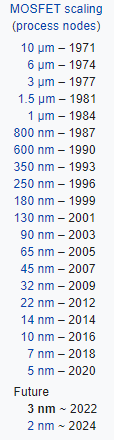 MOSFET scaling
(process nodes)
10 μm – 1971
6 μm – 1974
3 μm – 1977
1.5 μm – 1981
1 μm – 1984
800 nm – 1987
600 nm – 1990
350 nm – 1993
250 nm – 1996
180 nm – 1999
130 nm – 2001
90 nm – 2003
65 nm – 2005
45 nm – 2007
32 nm – 2009
22 nm – 2012
14 nm – 2014
10 nm – 2016
7 nm – 2018
5 nm – 2020
Future
3 nm ~ 2022
2 nm ~ 2024